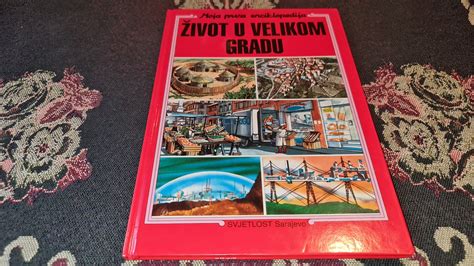 Moja prva enciklopedija
ŽIVOT U VELIKOM
GRADU
SVJETLOST Sarajevo